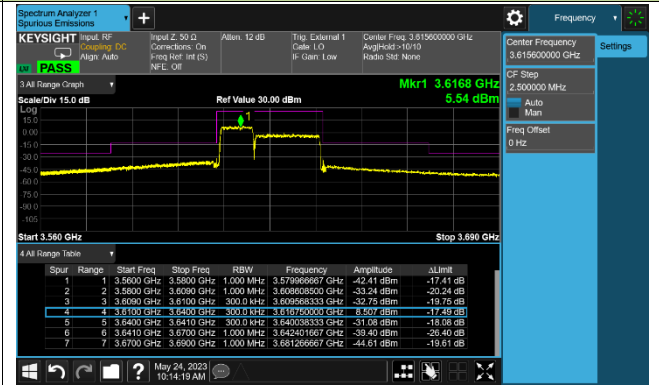 Spectrum Analyzer 1
Spurious Emissions
+
Frequency
KEYSIGHT
Input: RF
Coupling: DC
Align: Auto
Input Z: 50 Ω
Corrections: On
Freq Ref: Int (S)
NFE: Off
Atten: 12 dB
Trig: External 1
Gate: LO
IF Gain: Low
Center Freq: 3.615600000 GHz
Avg|Hold:>10/10
Radio Std: None
PASS
Center Frequency
3.615600000 GHz
Settings
CF Step
2.500000 MHz
Auto
Man
Freq Offset
0 Hz
3 All Range Graph
Mkr1 3.6168 GHz
5.54 dBm
Scale/Div 15.0 dB
Ref Value 30.00 dBm
Log
15.0
0.00
-15.0
-30.0
-45.0
-60.0
-75.0
-90.0
-105
1
Start 3.560 GHz
Stop 3.690 GHz
4 All Range Table
Spur Range Start Freq Stop Freq RBW Frequency Amplitude ΔLimit
1 1 3.5600 GHz 3.5800 GHz 1.000 MHz 3.579966667 GHz -42.41 dBm -17.41 dB
2 2 3.5800 GHz 3.6090 GHz 1.000 MHz 3.608608500 GHz -33.24 dBm -20.24 dB
3 3 3.6090 GHz 3.6100 GHz 300.0 kHz 3.609568333 GHz -32.75 dBm -19.75 dB
4 4 3.6100 GHz 3.6400 GHz 300.0 kHz 3.616750000 GHz 8.507 dBm -17.49 dB
5 5 3.6400 GHz 3.6410 GHz 300.0 kHz 3.640038333 GHz -31.08 dBm -18.08 dB
6 6 3.6410 GHz 3.6700 GHz 1.000 MHz 3.642401667 GHz -39.40 dBm -26.40 dB
7 7 3.6700 GHz 3.6900 GHz 1.000 MHz 3.681266667 GHz -44.61 dBm -19.61 dB
?
May 24, 2023
10:14:19 AM